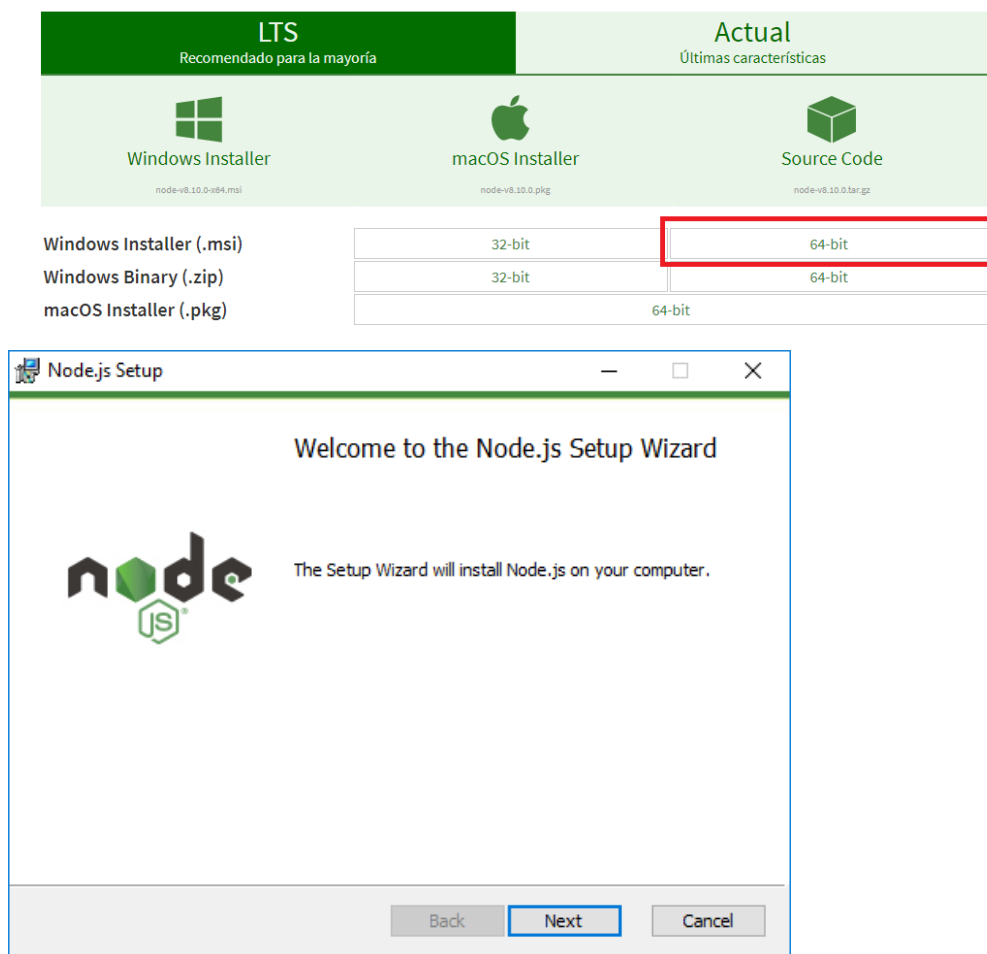 LTS
Recomendado para la mayoría
Actual
Últimas características
Windows Installer
node-v8.10.0-x64.msi
macOS Installer
node-v8.10.0.pkg
Source Code
node-v8.10.0.tar.gz
Windows Installer (.msi) 32-bit 64-bit
Windows Binary (.zip) 32-bit 64-bit
macOS Installer (.pkg) 64-bit
Node.js Setup
Welcome to the Node.js Setup Wizard
node
JS
The Setup Wizard will install Node.js on your computer.
Back Next Cancel